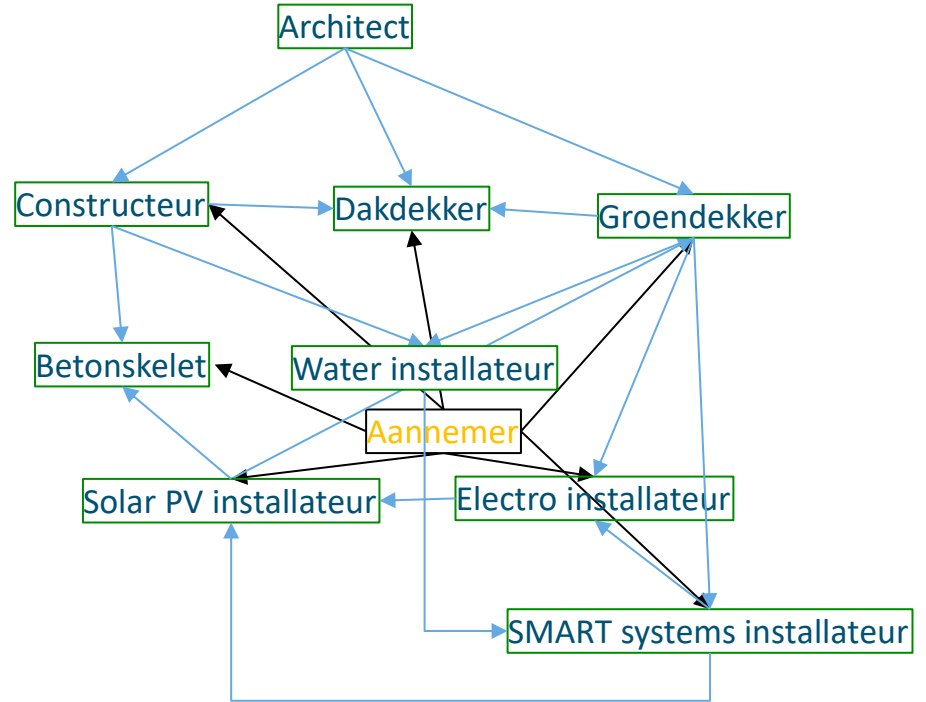 Architect
Constructeur
Dakdekker
Groendekker
Betonskelet
Water installateur
Aannemer
Solar PV installateur
Electro installateur
SMART systems installateur